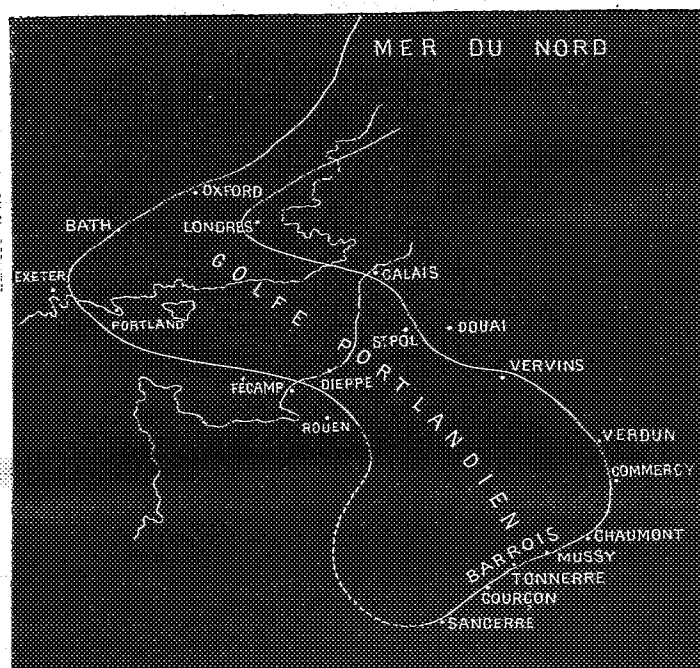 MER DU NORD
OXFORD
BATH
LONDRES
EXETER
CALAIS
GOLFE PORTLANDIEN
PORTLAND
ST POL
DOUAI
VERVINS
FÉCAMP
DIEPPE
ROUEN
VERDUN
COMMERCY
CHAUMONT
BARROIS
MUSSY
TONNERRE
COURÇON
SANCERRE